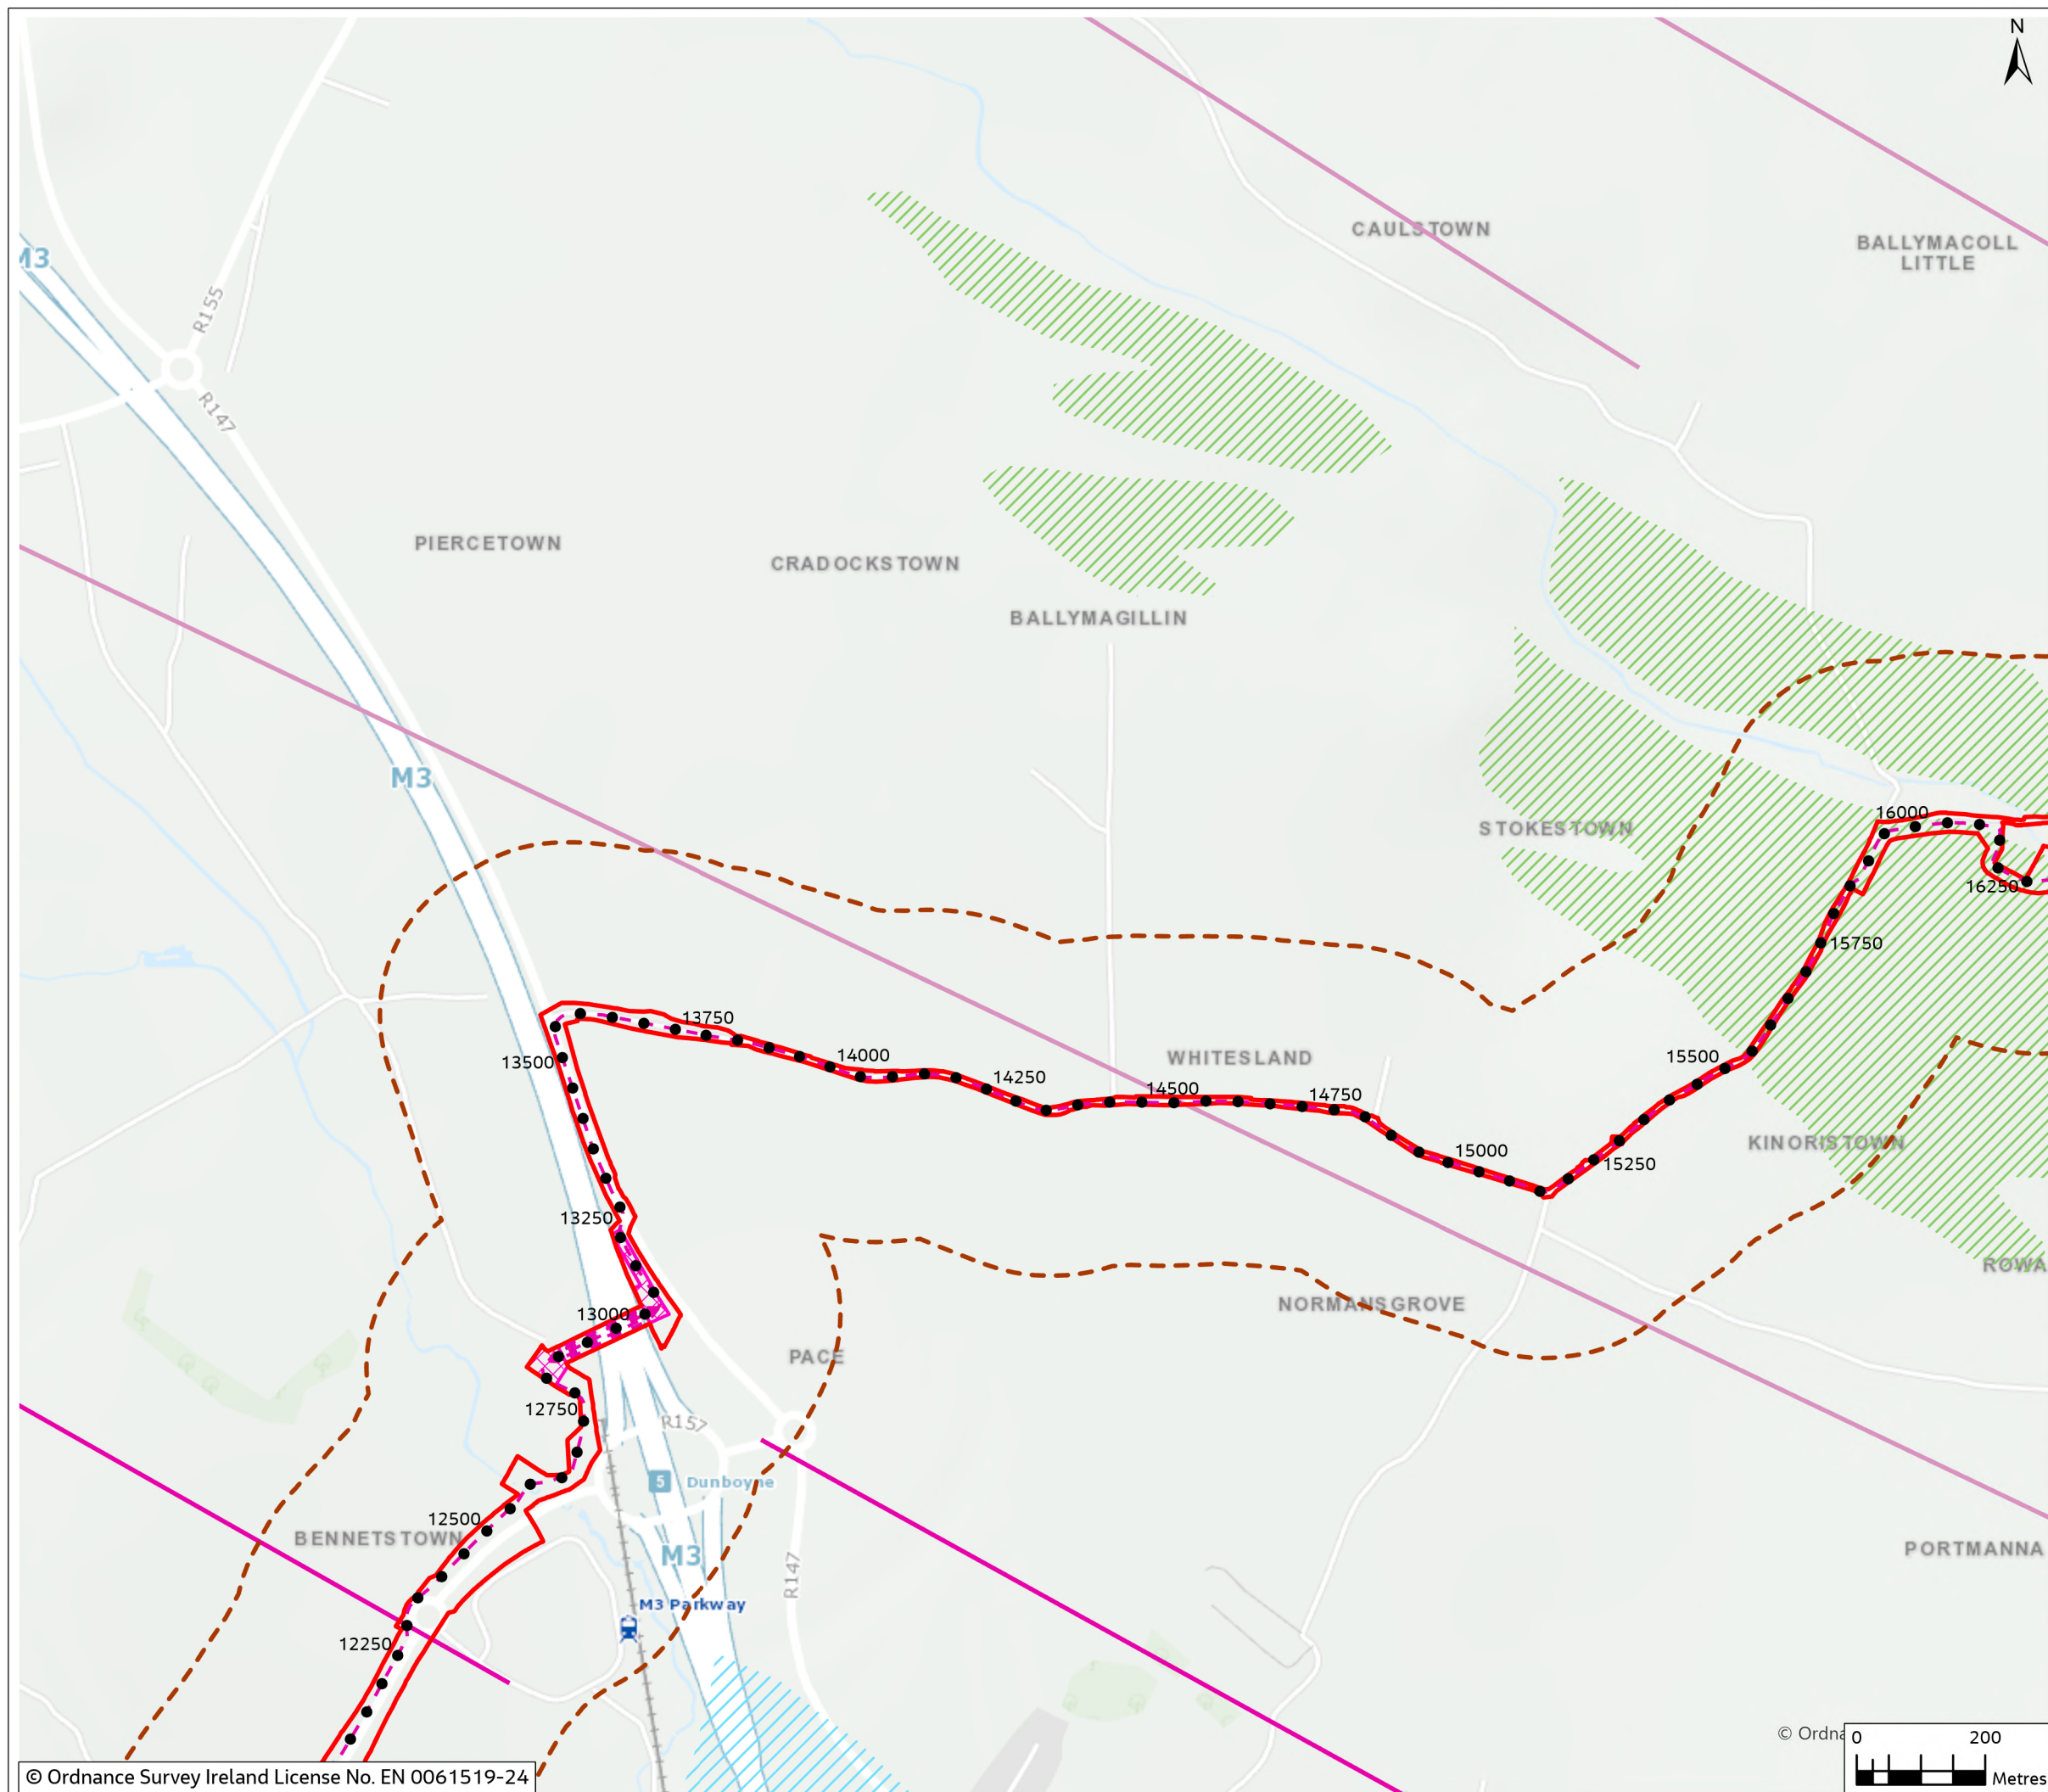 N
CAULSTOWN
BALLYMACOLL
LITTLE
M3
R155
R147
PIERCETOWN
CRADOCKSTOWN
BALLYMAGILLIN
M3
STOKESTOWN
16000
16250
15750
13750
13500
14000
14250
WHITESLAND
14500
14750
15500
15000
KINORISTOWN
15250
13250
ROWA
13000
NORMANSGROVE
PACE
12750
R157
5
Dunboyne
12500
BENNETSTOWN
M3
R147
PORTMANNA
M3 Parkway
12250
© Ordna
0 200
Metres
© Ordnance Survey Ireland License No. EN 0061519-24